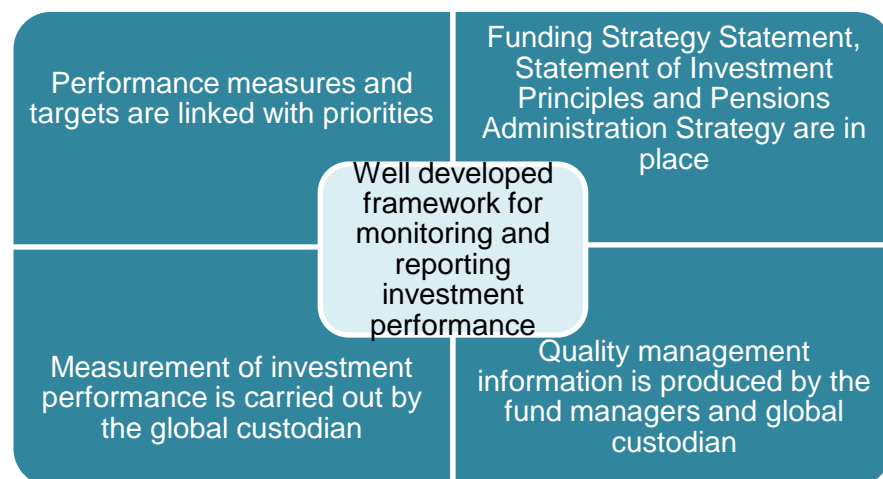 Performance measures and
targets are linked with priorities
Funding Strategy Statement,
Statement of Investment
Principles and Pensions
Administration Strategy are in
place
Well developed
framework for
monitoring and
reporting
investment
performance
Measurement of investment
performance is carried out by
the global custodian
Quality management
information is produced by the
fund managers and global
custodian